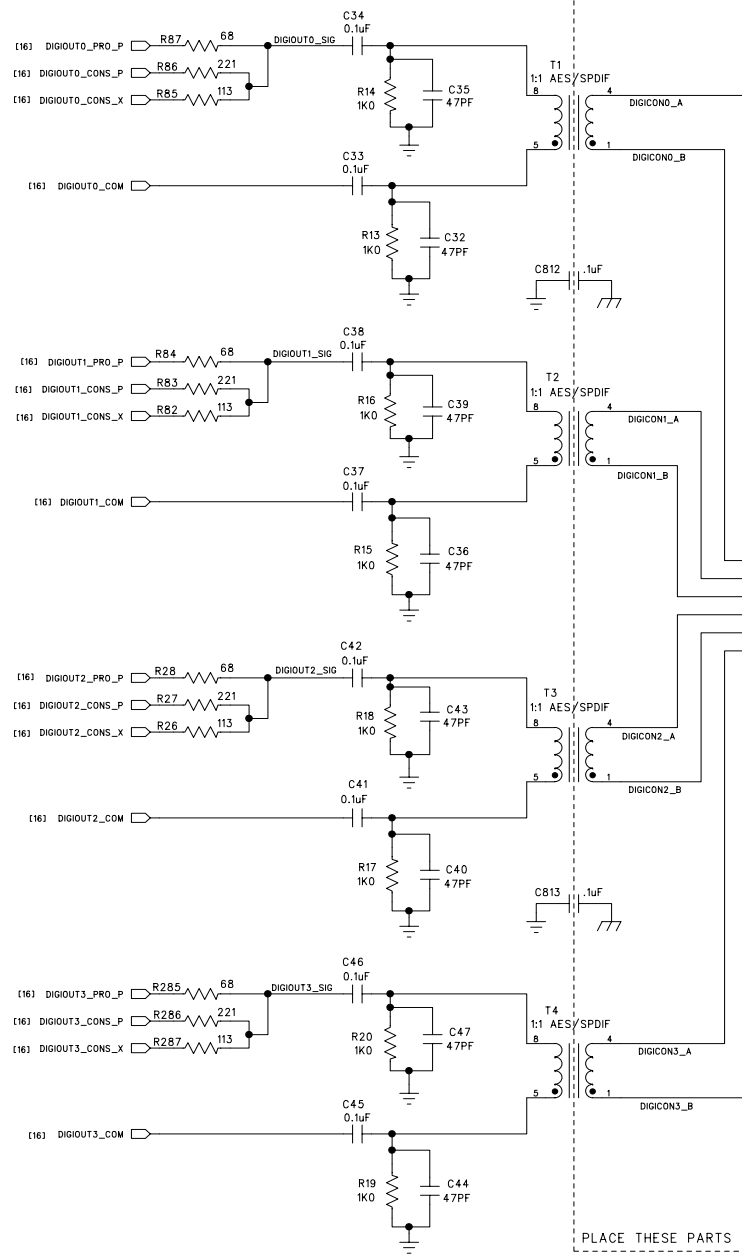 C34
0.1uF
[16] DIGIOUT0_PRO_P R87 68 DIGIOUT0_SIG
[16] DIGIOUT0_CONS_P R86 221
[16] DIGIOUT0_CONS_X R85 113
R14
1K0
C35
47PF
T1
1:1 AES/SPDIF
8 4
DIGICON0_A
5 1
DIGICON0_B
C33
0.1uF
[16] DIGIOUT0_COM
R13
1K0
C32
47PF
C812 .1uF
C38
0.1uF
[16] DIGIOUT1_PRO_P R84 68 DIGIOUT1_SIG
[16] DIGIOUT1_CONS_P R83 221
[16] DIGIOUT1_CONS_X R82 113
R16
1K0
C39
47PF
T2
1:1 AES/SPDIF
8 4
DIGICON1_A
5 1
DIGICON1_B
C37
0.1uF
[16] DIGIOUT1_COM
R15
1K0
C36
47PF
C42
0.1uF
[16] DIGIOUT2_PRO_P R28 68 DIGIOUT2_SIG
[16] DIGIOUT2_CONS_P R27 221
[16] DIGIOUT2_CONS_X R26 113
R18
1K0
C43
47PF
T3
1:1 AES/SPDIF
8 4
DIGICON2_A
5 1
DIGICON2_B
C41
0.1uF
[16] DIGIOUT2_COM
R17
1K0
C40
47PF
C813 .1uF
C46
0.1uF
[16] DIGIOUT3_PRO_P R285 68 DIGIOUT3_SIG
[16] DIGIOUT3_CONS_P R286 221
[16] DIGIOUT3_CONS_X R287 113
R20
1K0
C47
47PF
T4
1:1 AES/SPDIF
8 4
DIGICON3_A
5 1
DIGICON3_B
C45
0.1uF
[16] DIGIOUT3_COM
R19
1K0
C44
47PF
PLACE THESE PARTS